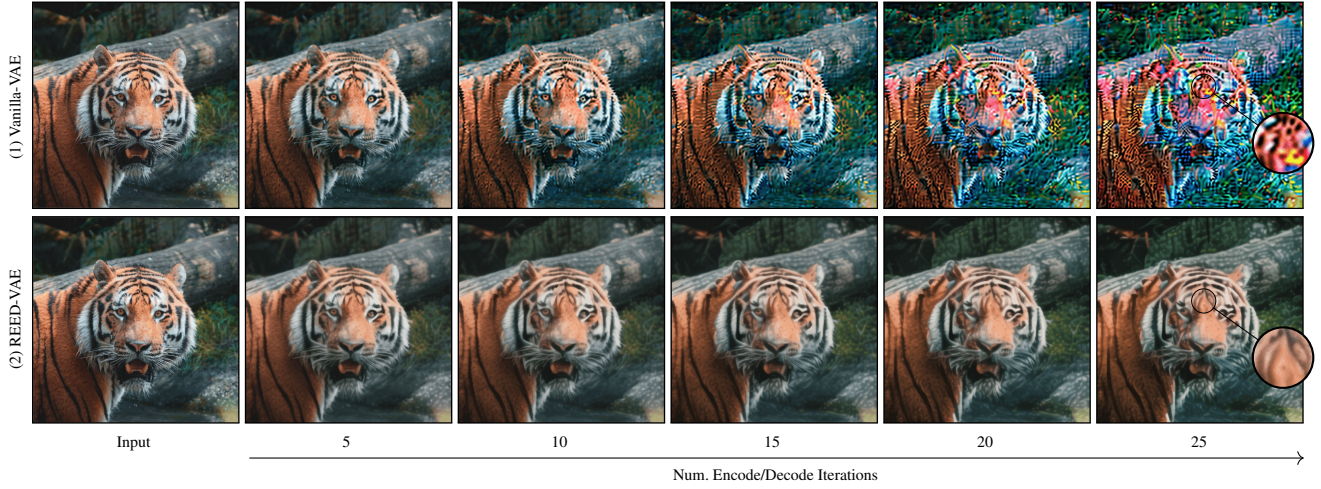 (1) Vanilla-VAE
(2) REED-VAE
Input 5 10 15 20 25
Num. Encode/Decode Iterations